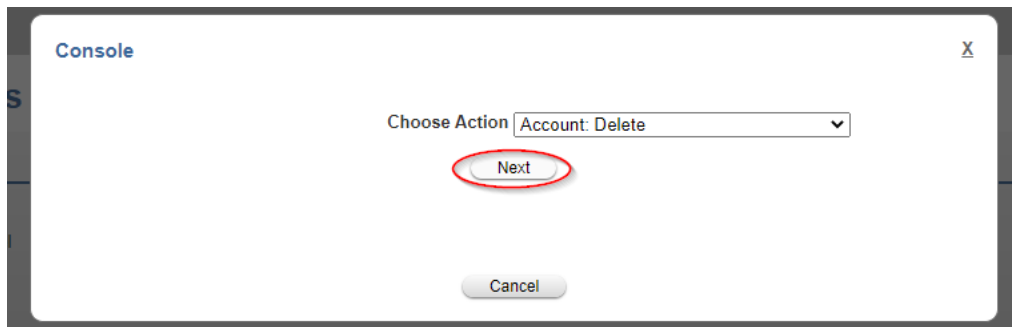 Console
X
S
Choose Action Account: Delete
Next
Cancel